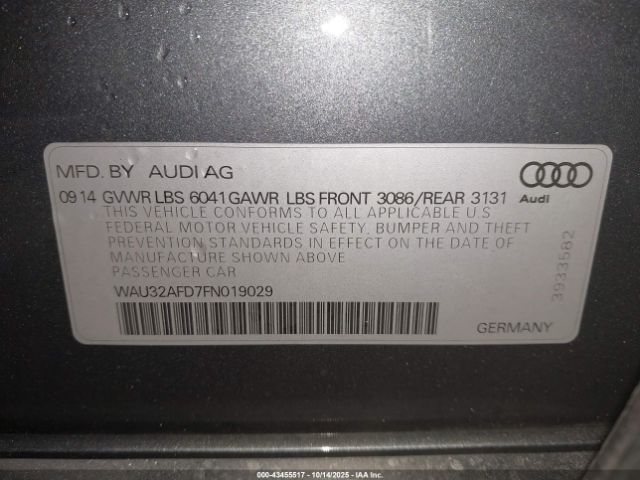 MFD. BY AUDI AG
Audi
09 14 GVWR LBS 6041 GAWR LBS FRONT 3086/REAR 3131
THIS VEHICLE CONFORMS TO ALL APPLICABLE U.S
FEDERAL MOTOR VEHICLE SAFETY, BUMPER AND THEFT
PREVENTION STANDARDS IN EFFECT ON THE DATE OF
MANUFACTURE SHOWN ABOVE
PASSENGER CAR
WAU32AFD7FN019029
3933582
GERMANY
000-43455517 - 10/14/2025 - IAA Inc.